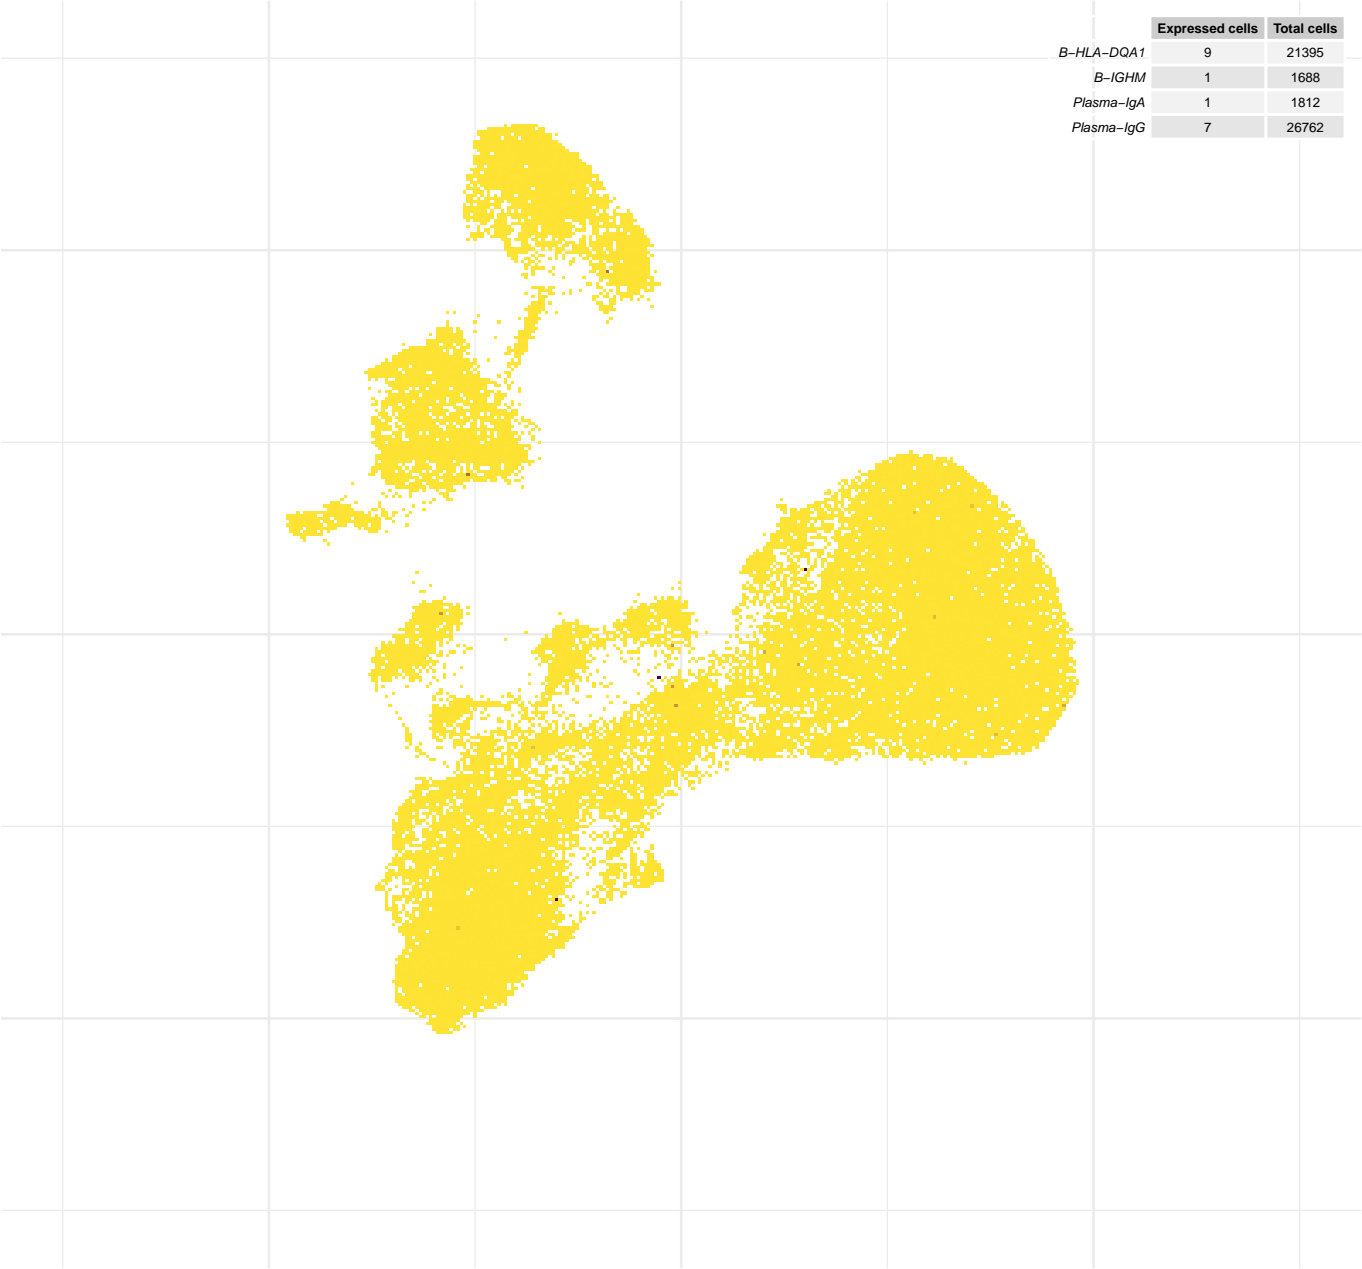 Expressed cells Total cells
B−HLA−DQA1 9 21395
B−IGHM 1 1688
Plasma−IgA 1 1812
Plasma−IgG 7 26762